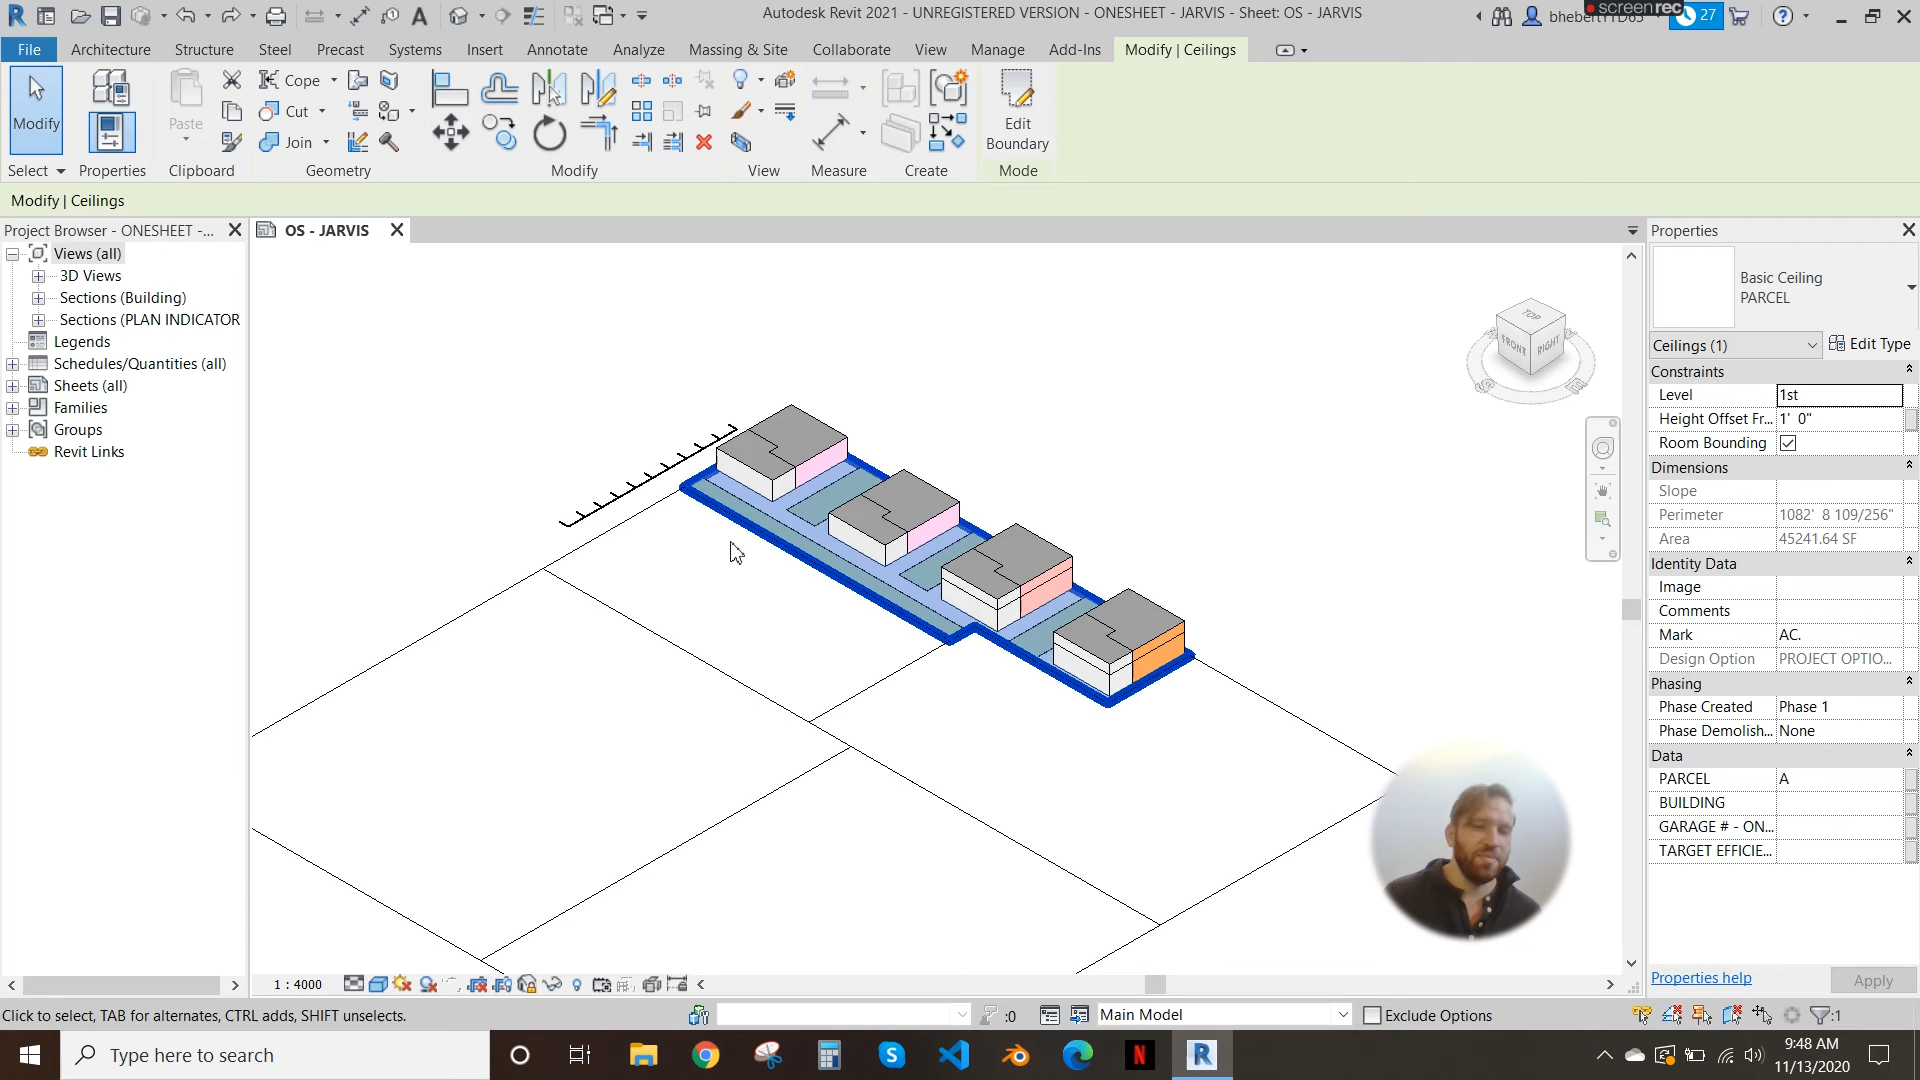 Autodesk Revit 2021 - UNREGISTERED VERSION - ONESHEET - JARVIS - Sheet: OS - JARVIS
bhebertYTD65
screenrec
27
File Architecture Structure Steel Precast Systems Insert Annotate Analyze Massing & Site Collaborate View Manage Add-Ins Modify | Ceilings
Modify
Paste
Cope
Cut
Join
Edit
Boundary
Select Properties Clipboard Geometry Modify View Measure Create Mode
Modify | Ceilings
Project Browser - ONESHEET -...
Views (all)
3D Views
Sections (Building)
Sections (PLAN INDICATOR
Legends
Schedules/Quantities (all)
Sheets (all)
Families
Groups
Revit Links
OS - JARVIS
TOP
FRONT
RIGHT
Properties
Basic Ceiling
PARCEL
Ceilings (1)
Edit Type
Constraints
Level 1st
Height Offset Fr... 1' 0"
Room Bounding
Dimensions
Slope
Perimeter 1082' 8 109/256"
Area 45241.64 SF
Identity Data
Image
Comments
Mark AC.
Design Option PROJECT OPTIO...
Phasing
Phase Created Phase 1
Phase Demolish... None
Data
PARCEL A
BUILDING
GARAGE # - ON...
TARGET EFFICIE...
Properties help
Apply
1 : 4000
Click to select, TAB for alternates, CTRL adds, SHIFT unselects.
:0
Main Model
Exclude Options
:1
Type here to search
9:48 AM
11/13/2020